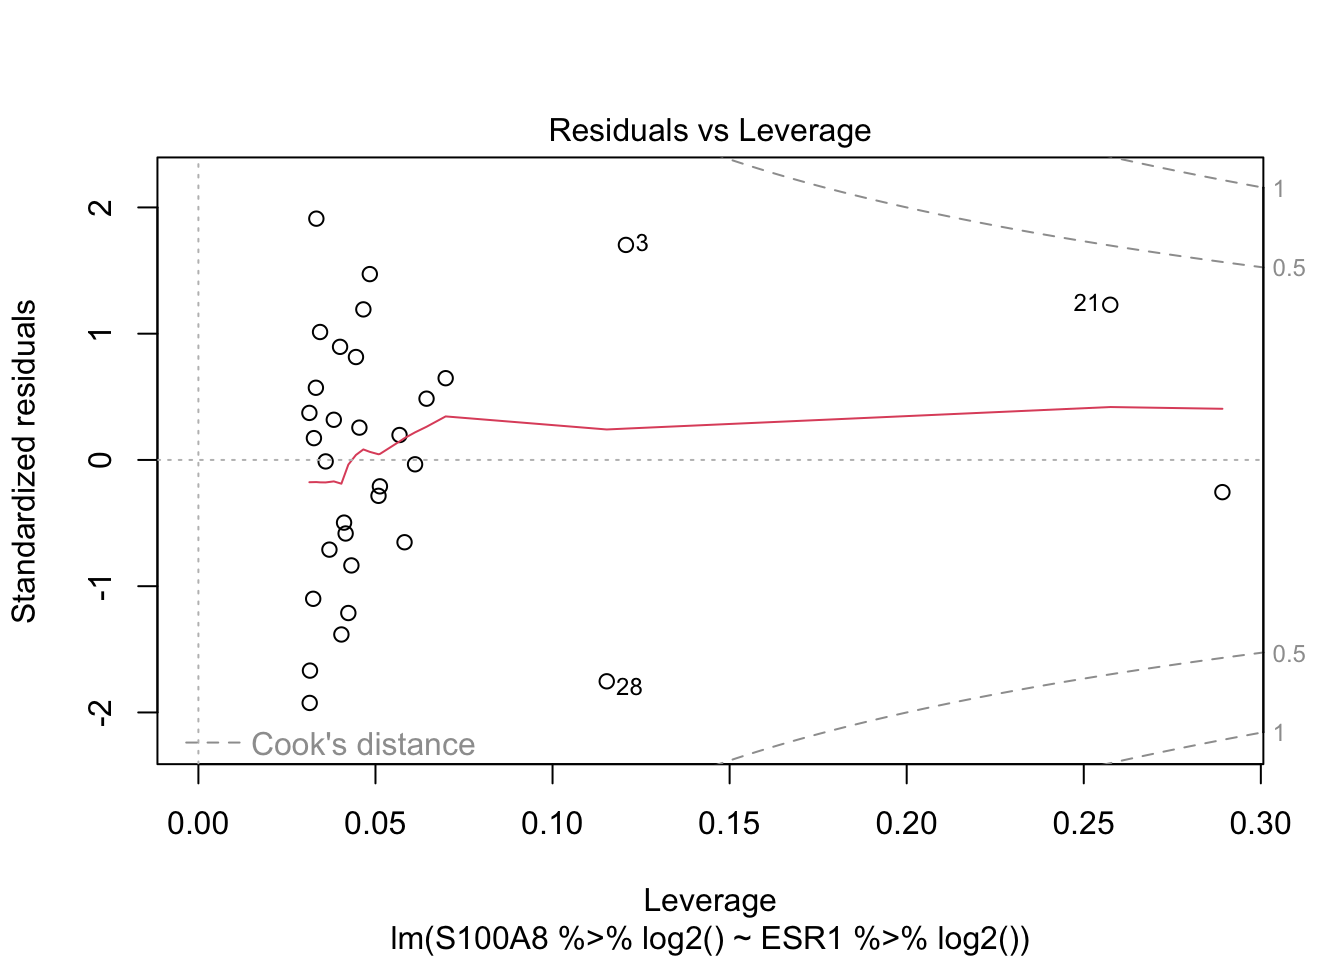 Residuals vs Leverage
Standardized residuals
2
1
0
-1
-2
3
21
28
1
0.5
0.5
1
Cook's distance
0.00 0.05 0.10 0.15 0.20 0.25 0.30
Leverage
lm(S100A8 %>% log2() ~ ESR1 %>% log2())